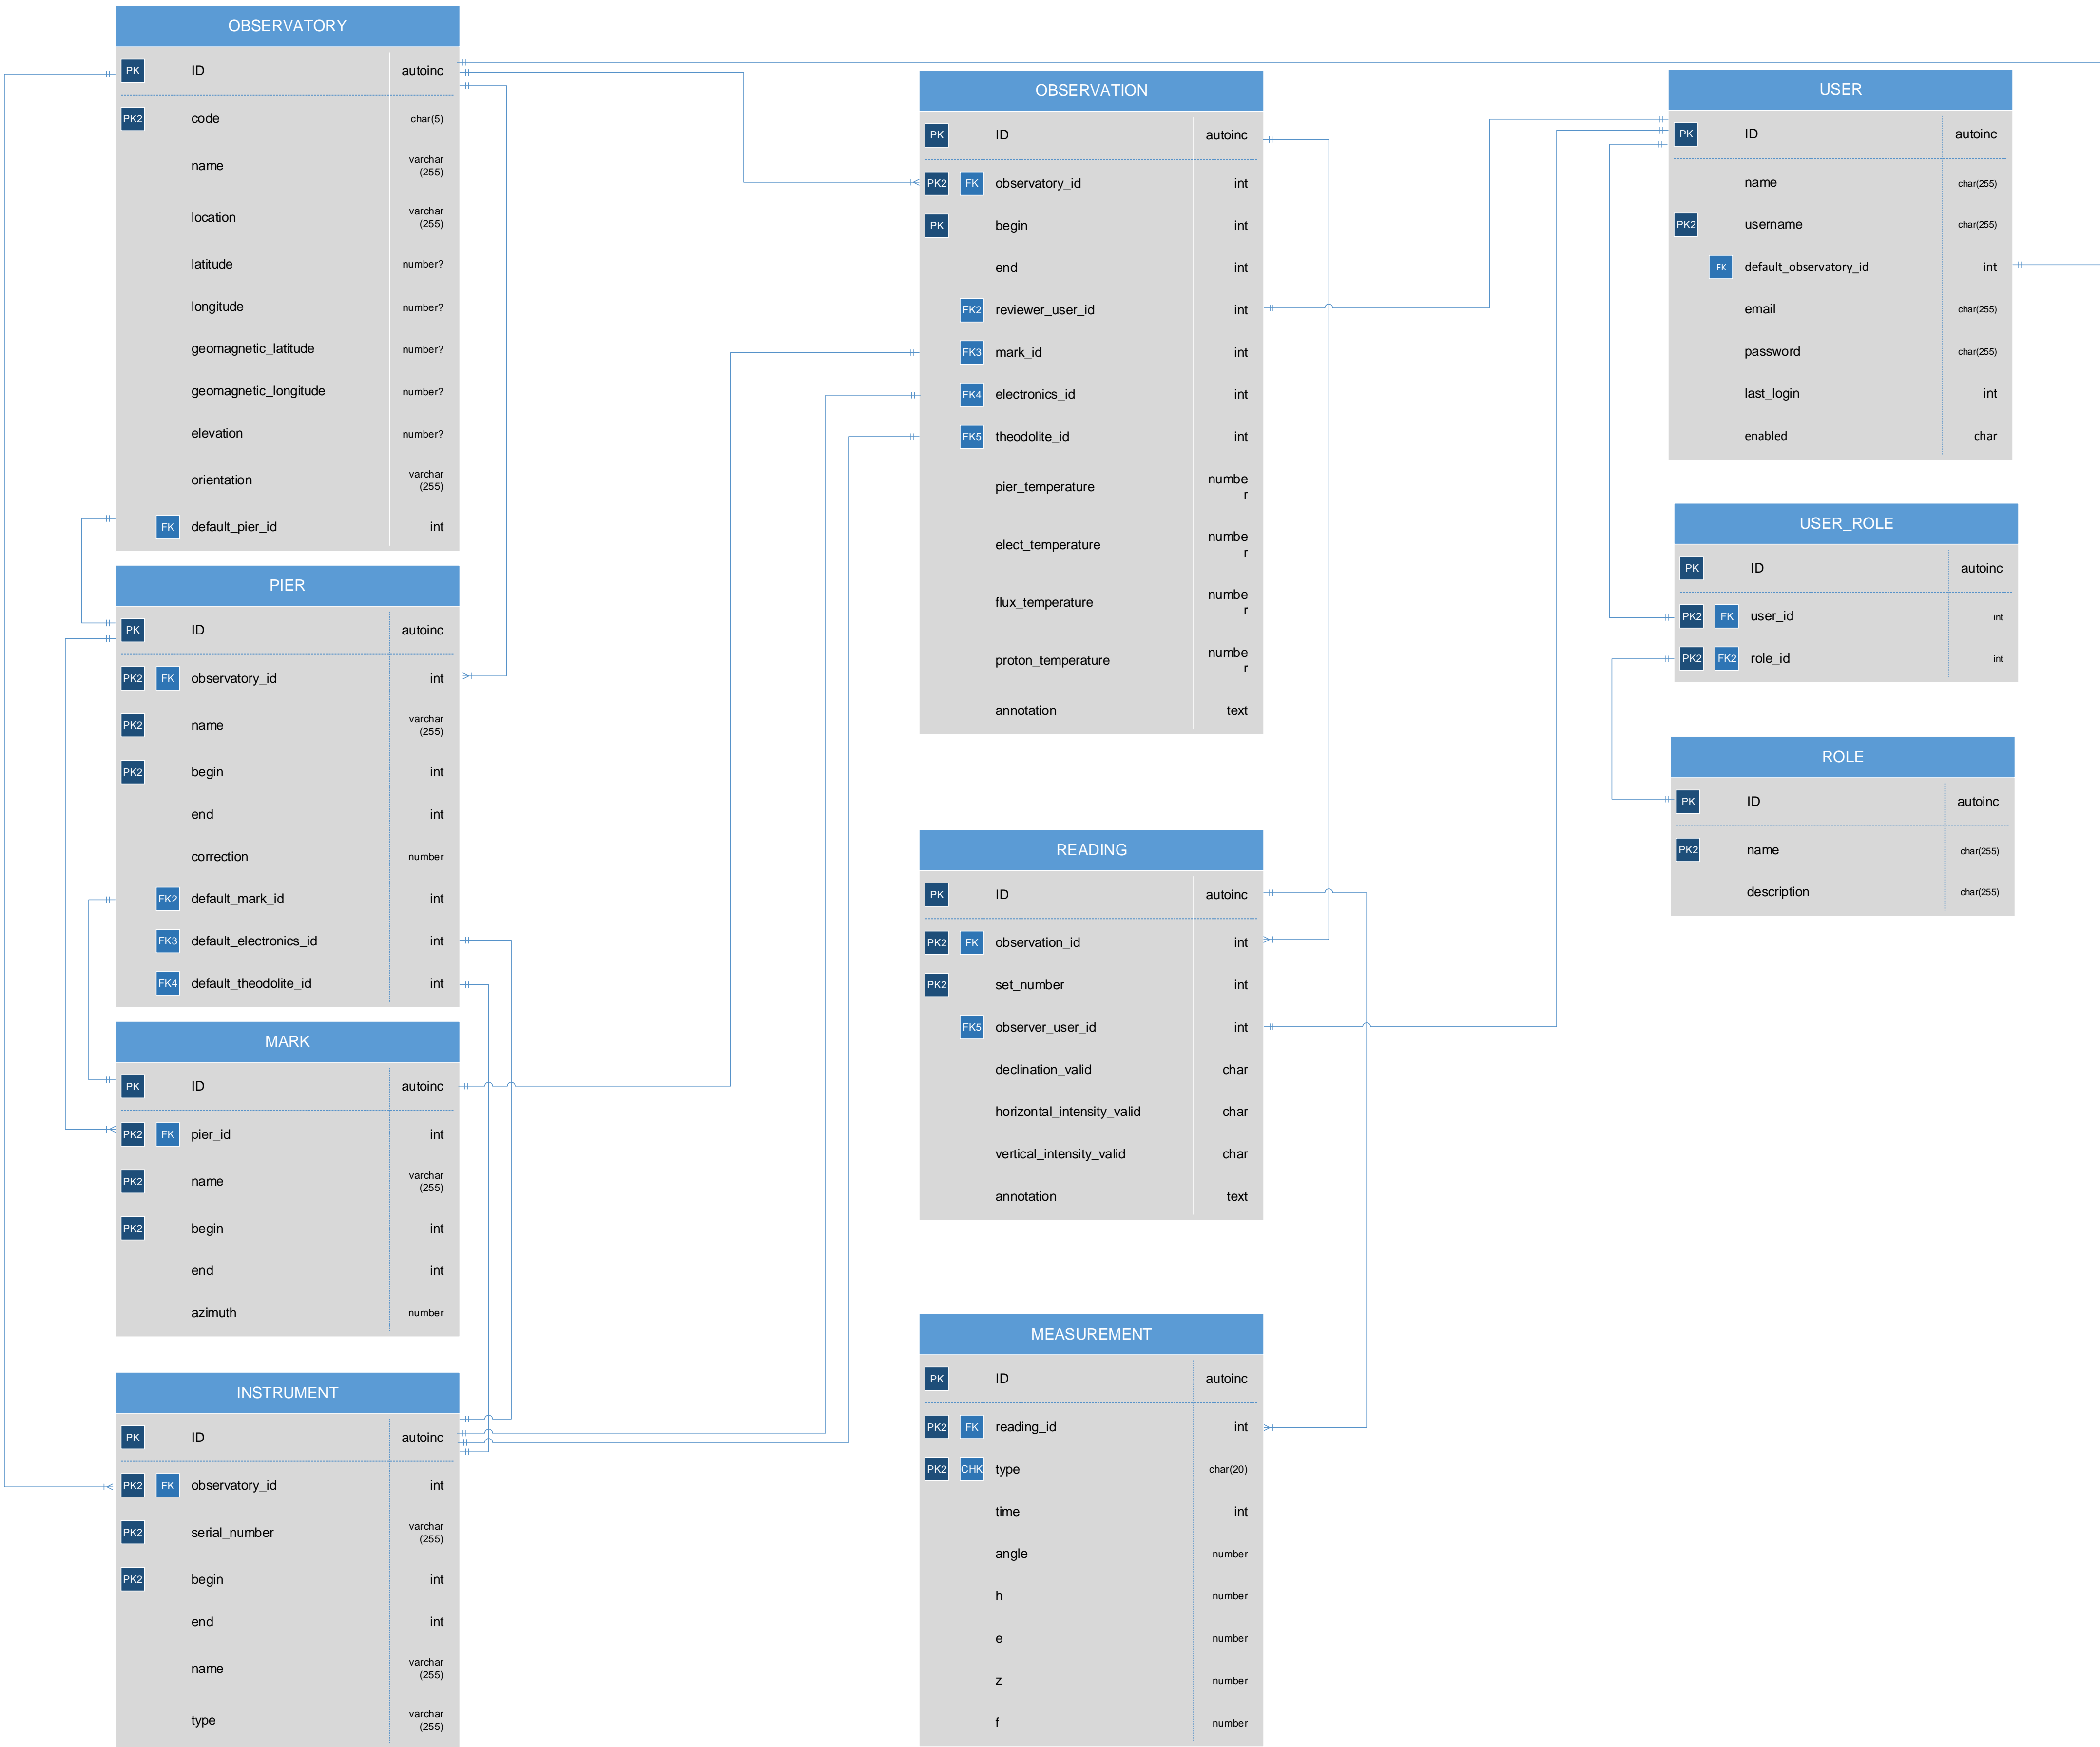 OBSERVATORY
PK ID autoinc
PK2 code char(5)
name varchar
(255)
location varchar
(255)
latitude number?
longitude number?
geomagnetic_latitude number?
geomagnetic_longitude number?
elevation number?
orientation varchar
(255)
FK default_pier_id int
PIER
PK ID autoinc
PK2 FK observatory_id int
PK2 name varchar
(255)
PK2 begin int
end int
correction number
FK2 default_mark_id int
FK3 default_electronics_id int
FK4 default_theodolite_id int
MARK
PK ID autoinc
PK2 FK pier_id int
PK2 name varchar
(255)
PK2 begin int
end int
azimuth number
INSTRUMENT
PK ID autoinc
PK2 FK observatory_id int
PK2 serial_number varchar
(255)
PK2 begin int
end int
name varchar
(255)
type varchar
(255)
OBSERVATION
PK ID autoinc
PK2 FK observatory_id int
PK begin int
end int
FK2 reviewer_user_id int
FK3 mark_id int
FK4 electronics_id int
FK5 theodolite_id int
pier_temperature numbe
r
elect_temperature numbe
r
flux_temperature numbe
r
proton_temperature numbe
r
annotation text
READING
PK ID autoinc
PK2 FK observation_id int
PK2 set_number int
FK5 observer_user_id int
declination_valid char
horizontal_intensity_valid char
vertical_intensity_valid char
annotation text
MEASUREMENT
PK ID autoinc
PK2 FK reading_id int
PK2 CHK type char(20)
time int
angle number
h number
e number
z number
f number
USER
PK ID autoinc
name char(255)
PK2 username char(255)
FK default_observatory_id int
email char(255)
password char(255)
last_login int
enabled char
USER_ROLE
PK ID autoinc
PK2 FK user_id int
PK2 FK2 role_id int
ROLE
PK ID autoinc
PK2 name char(255)
description char(255)